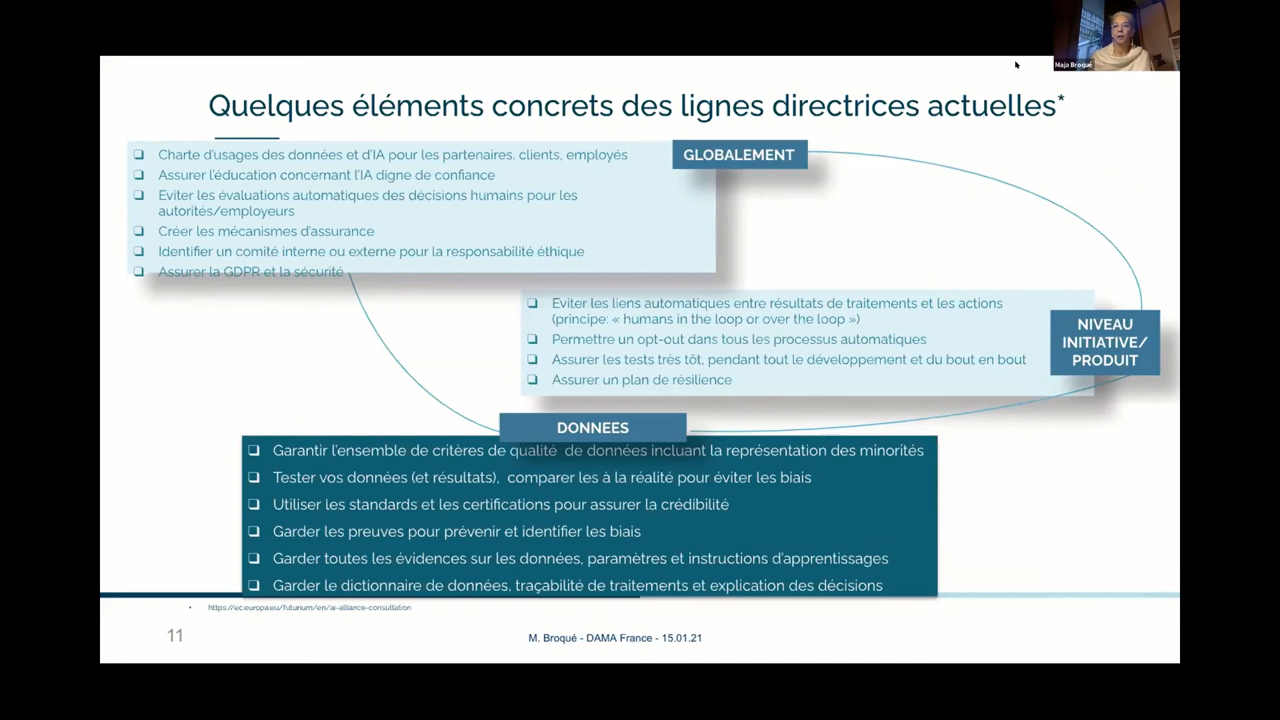 Maja Broqué
Quelques éléments concrets des lignes directrices actuelles*
GLOBALEMENT
❑ Charte d'usages des données et d'IA pour les partenaires, clients, employés
❑ Assurer l'éducation concernant l'IA digne de confiance
❑ Eviter les évaluations automatiques des décisions humains pour les
autorités/employeurs
❑ Créer les mécanismes d'assurance
❑ Identifier un comité interne ou externe pour la responsabilité éthique
❑ Assurer la GDPR et la sécurité
NIVEAU
INITIATIVE/
PRODUIT
❑ Eviter les liens automatiques entre résultats de traitements et les actions
(principe: « humans in the loop or over the loop »)
❑ Permettre un opt-out dans tous les processus automatiques
❑ Assurer les tests très tôt, pendant tout le développement et du bout en bout
❑ Assurer un plan de résilience
DONNEES
❑ Garantir l'ensemble de critères de qualité de données incluant la représentation des minorités
❑ Tester vos données (et résultats), comparer les à la réalité pour éviter les biais
❑ Utiliser les standards et les certifications pour assurer la crédibilité
❑ Garder les preuves pour prévenir et identifier les biais
❑ Garder toutes les évidences sur les données, paramètres et instructions d'apprentissages
❑ Garder le dictionnaire de données, traçabilité de traitements et explication des décisions
• https://ec.europa.eu/futurium/en/ai-alliance-consultation
11
M. Broqué - DAMA France - 15.01.21